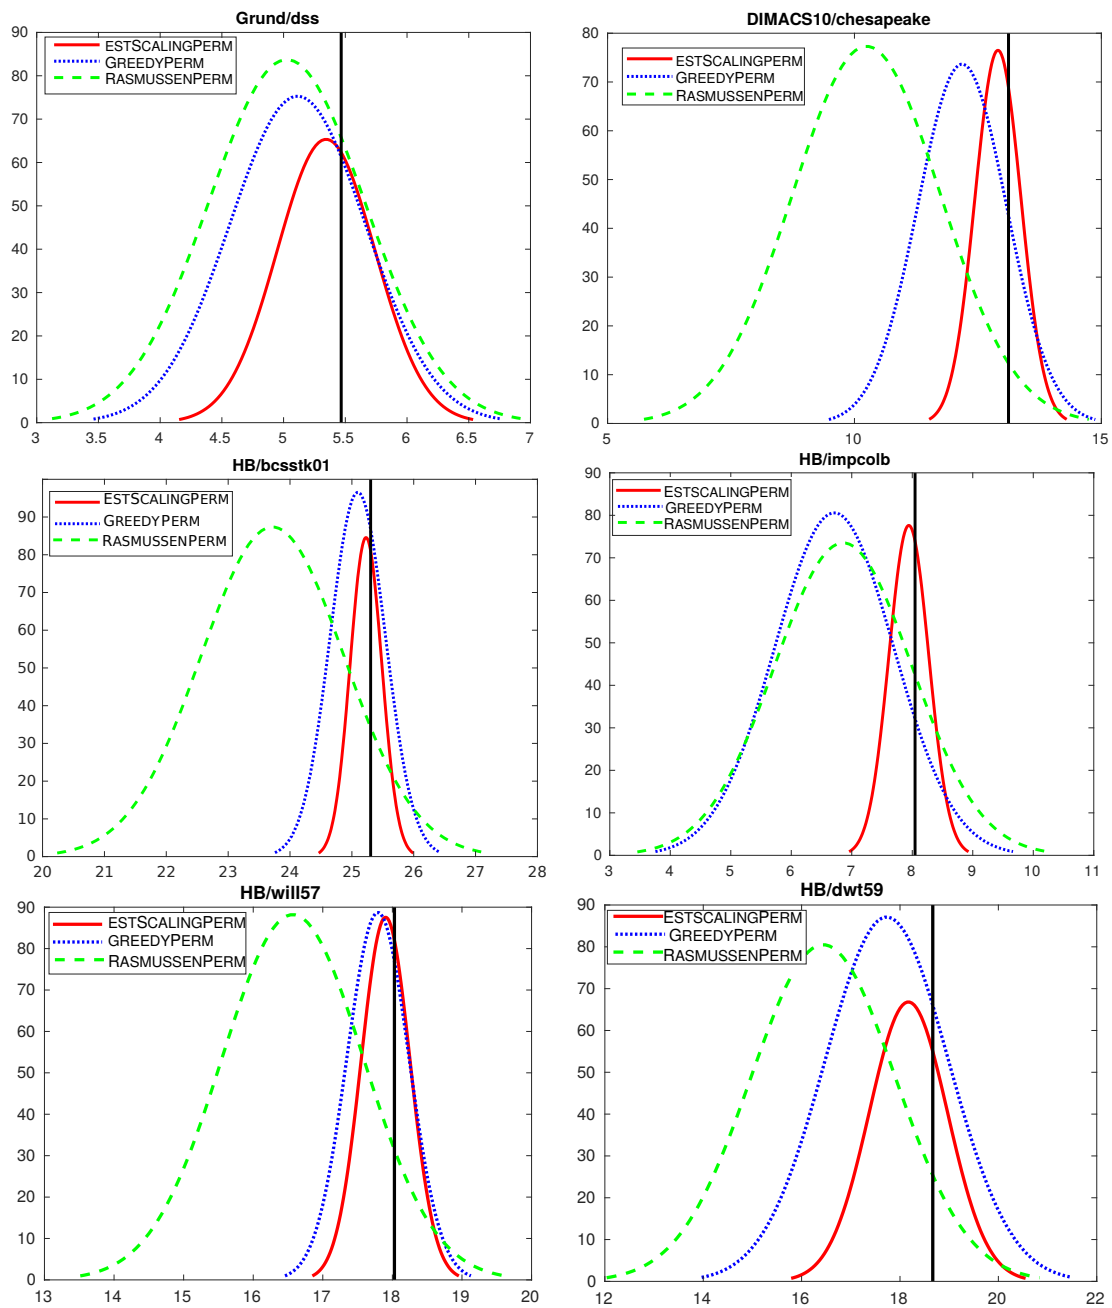 Grund/dss
90
80
70
60
50
40
30
20
10
0
ESTSCALINGPERM
GREEDYPERM
RASMUSSENPERM
3 3.5 4 4.5 5 5.5 6 6.5 7
DIMACS10/chesapeake
80
70
60
50
40
30
20
10
0
ESTSCALINGPERM
GREEDYPERM
RASMUSSENPERM
5 10 15
HB/bcsstk01
90
80
70
60
50
40
30
20
10
0
ESTSCALINGPERM
GREEDYPERM
RASMUSSENPERM
20 21 22 23 24 25 26 27 28
HB/impcolb
90
80
70
60
50
40
30
20
10
0
ESTSCALINGPERM
GREEDYPERM
RASMUSSENPERM
3 4 5 6 7 8 9 10 11
HB/will57
90
80
70
60
50
40
30
20
10
0
ESTSCALINGPERM
GREEDYPERM
RASMUSSENPERM
13 14 15 16 17 18 19 20
HB/dwt59
90
80
70
60
50
40
30
20
10
0
ESTSCALINGPERM
GREEDYPERM
RASMUSSENPERM
12 14 16 18 20 22